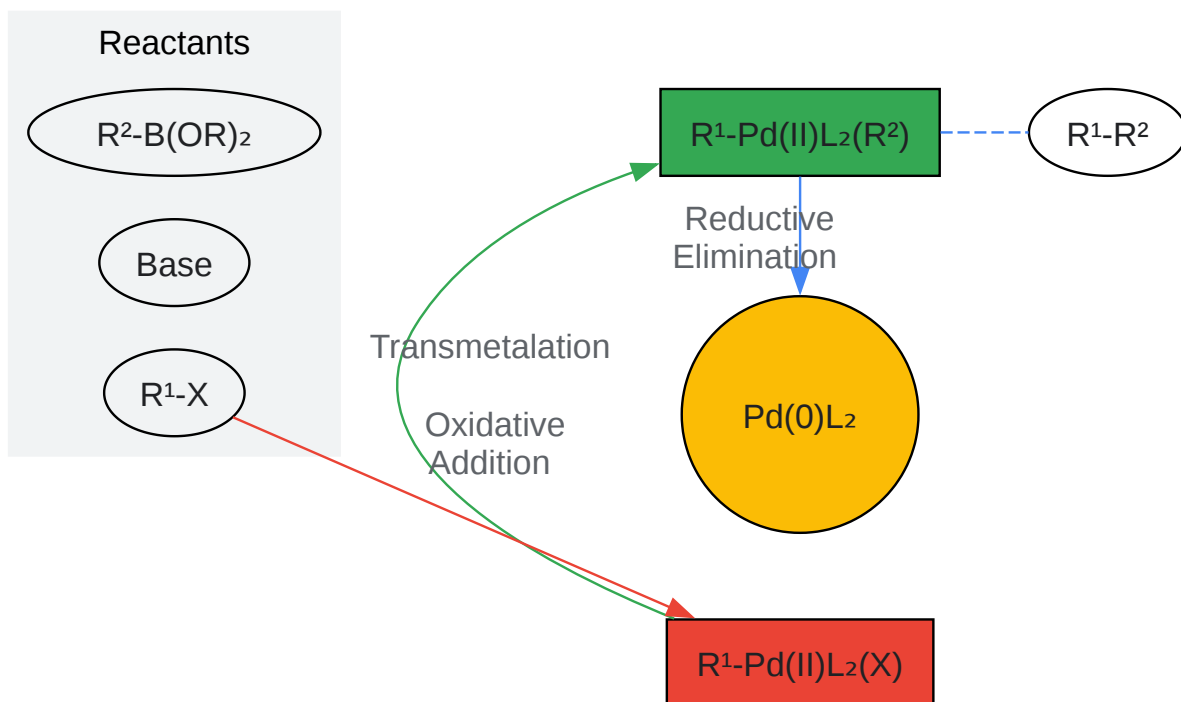 Reactants
R²-B(OR)₂
Base
R¹-X
R¹-Pd(II)L₂(R²)
R¹-R²
Reductive
Elimination
Transmetalation
Oxidative
Addition
Pd(0)L₂
R¹-Pd(II)L₂(X)